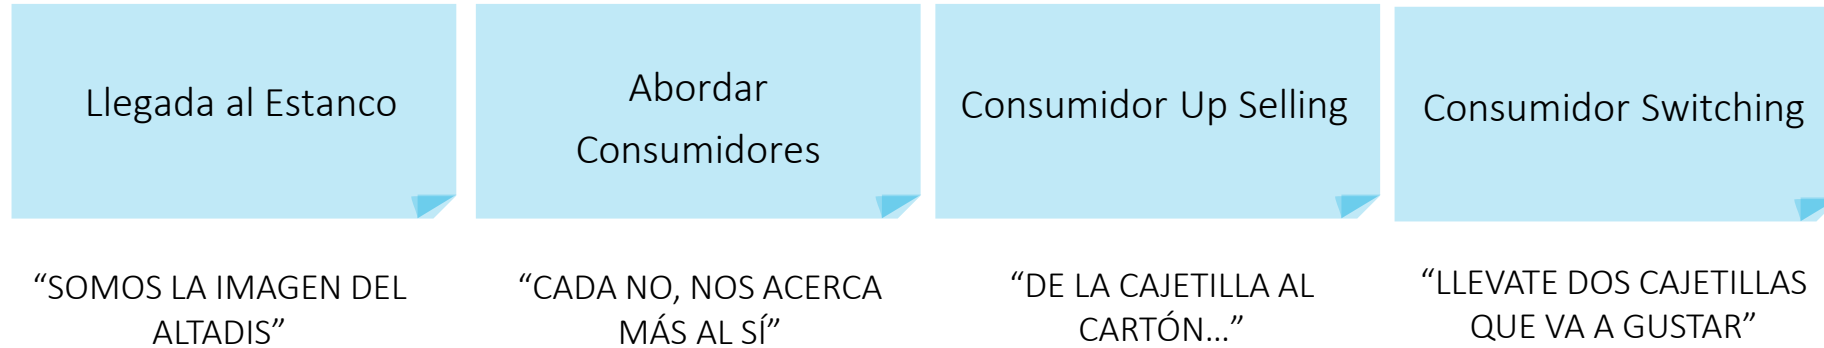 Llegada al Estanco
Abordar
Consumidores
Consumidor Up Selling
Consumidor Switching
“SOMOS LA IMAGEN DEL
ALTADIS”
“CADA NO, NOS ACERCA
MÁS AL SÍ”
“DE LA CAJETILLA AL
CARTÓN...”
“LLEVATE DOS CAJETILLAS
QUE VA A GUSTAR”